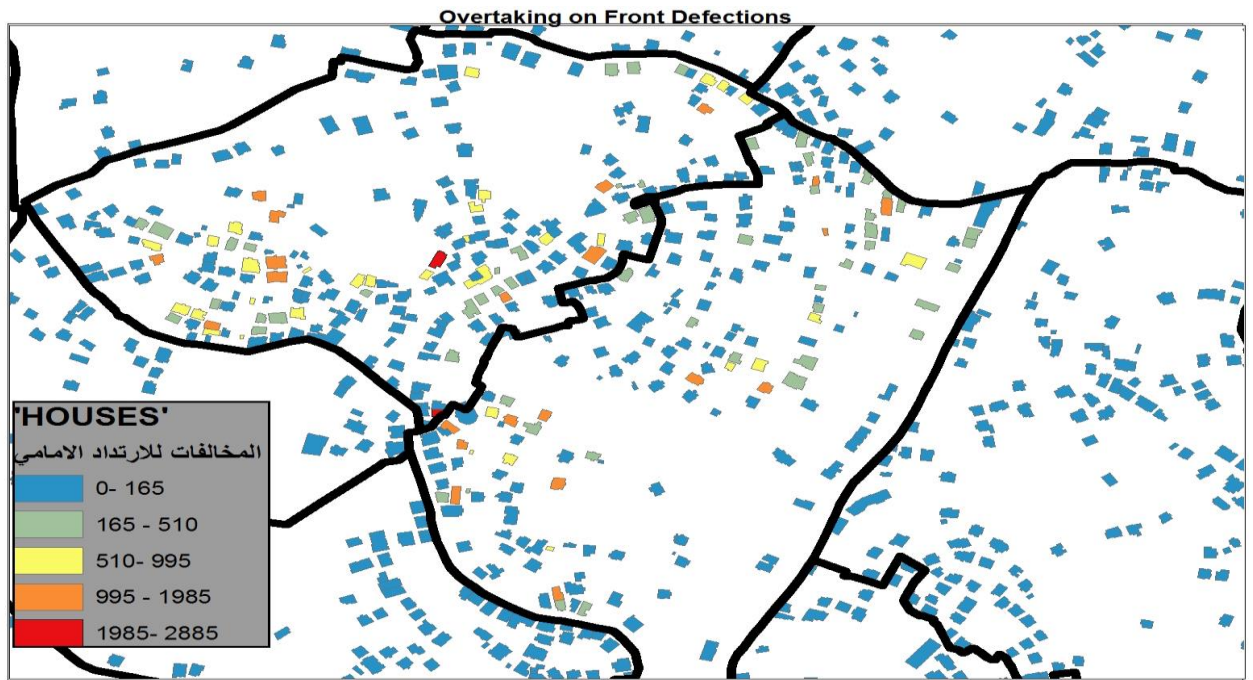 Overtaking on Front Defections
'HOUSES'
المخالفات للارتداد الامامي
0- 165
165 - 510
510- 995
995 - 1985
1985- 2885